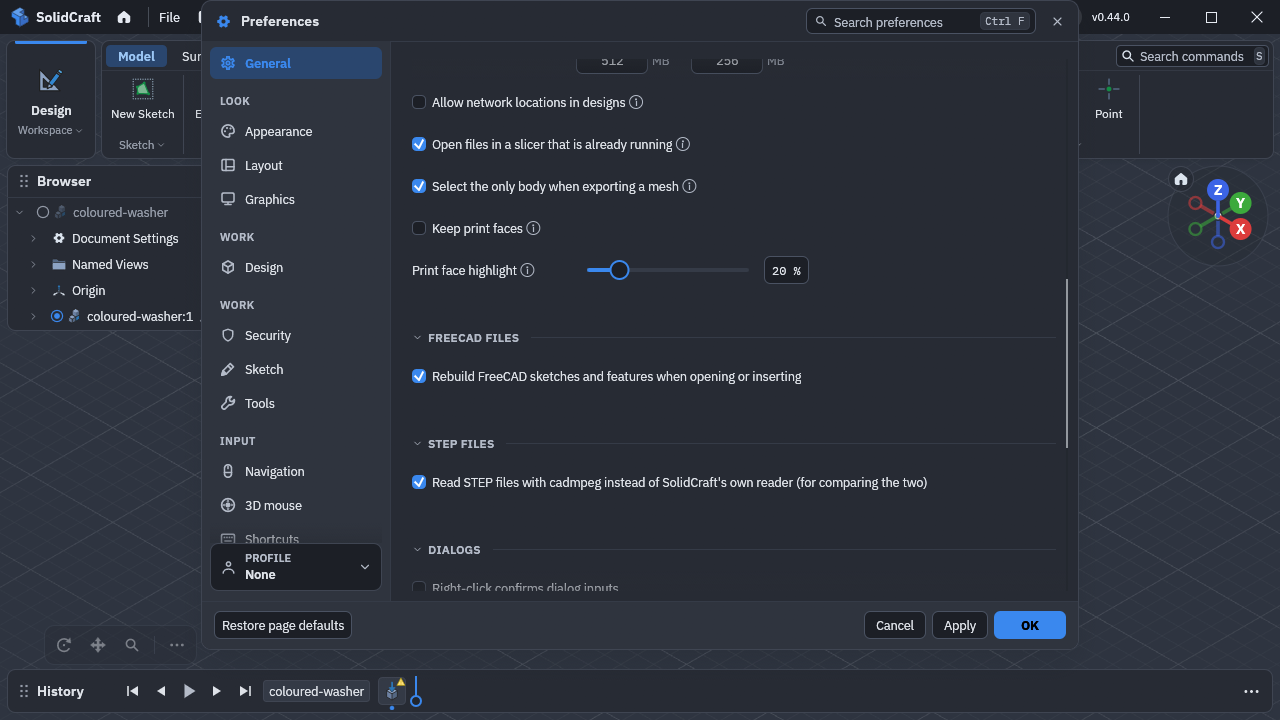 SolidCraft
File
v0.44.0
Preferences
Search preferences
Ctrl F
Model
Search commands
S
Design
Workspace
New Sketch
Sketch
Point
General
LOOK
Appearance
Layout
Graphics
WORK
Design
WORK
Security
Sketch
Tools
INPUT
Navigation
3D mouse
Shortcuts
PROFILE
None
512 MB 256 MB
Allow network locations in designs
Open files in a slicer that is already running
Select the only body when exporting a mesh
Keep print faces
Print face highlight
20 %
FREECAD FILES
Rebuild FreeCAD sketches and features when opening or inserting
STEP FILES
Read STEP files with cadmpeg instead of SolidCraft's own reader (for comparing the two)
DIALOGS
Right-click confirms dialog inputs
Restore page defaults
Cancel
Apply
OK
Browser
coloured-washer
Document Settings
Named Views
Origin
coloured-washer:1
Z
Y
X
History
coloured-washer